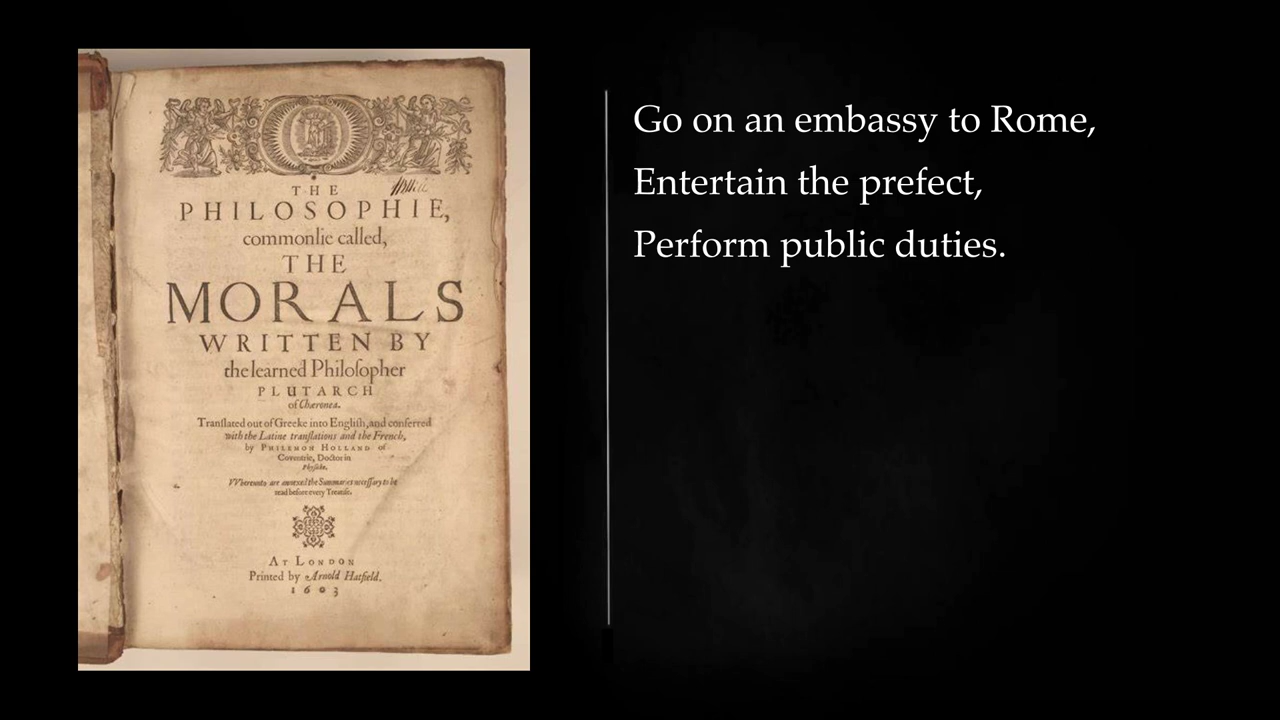 THE
PHILOSOPHIE,
commonlie called,
THE
MORALS
WRITTEN BY
the learned Philoſopher
PLUTARCH
of Chæronea.
Tranſlated out of Greeke into Engliſh, and conferred
with the Latine tranſlations and the French,
by PHILEMON HOLLAND of
Coventrie, Doctor in
Phyſicke.
VVhereunto are annexed the Summaries neceſſary to be
read before every Treatiſe.
AT LONDON
Printed by Arnold Hatfield.
1603
Go on an embassy to Rome,
Entertain the prefect,
Perform public duties.